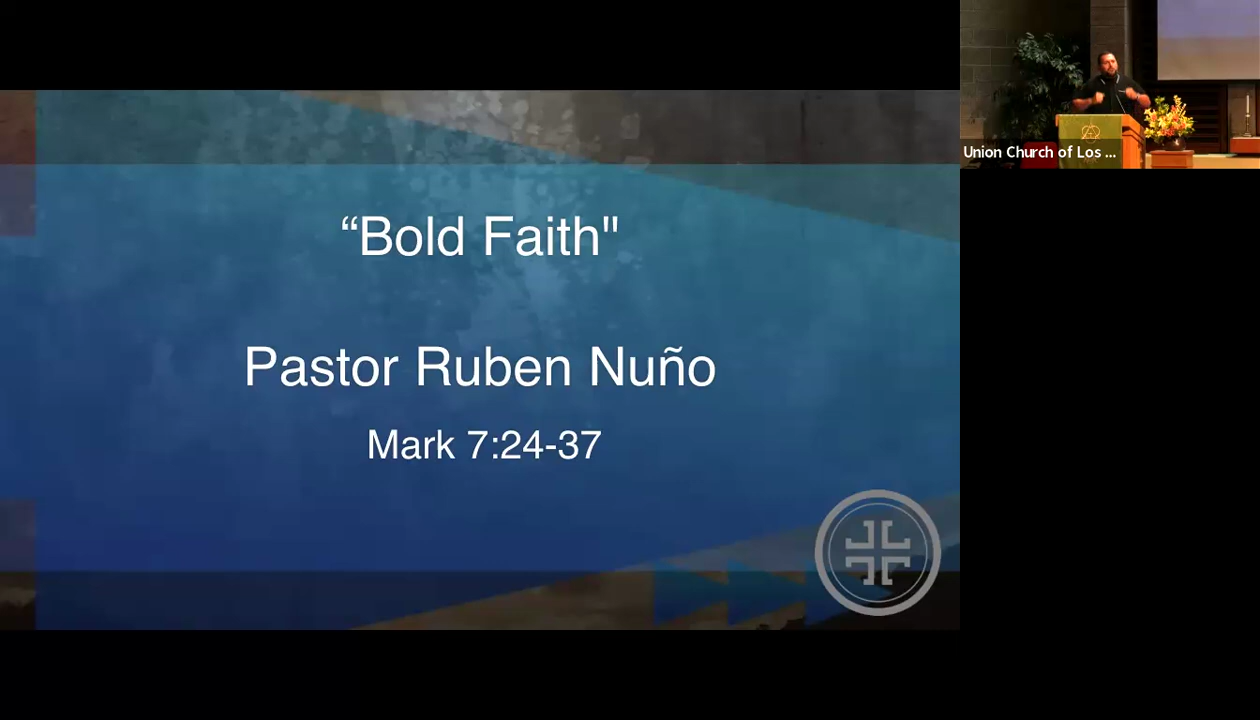 “Bold Faith"
Pastor Ruben Nuño
Mark 7:24-37
Union Church of Los ...